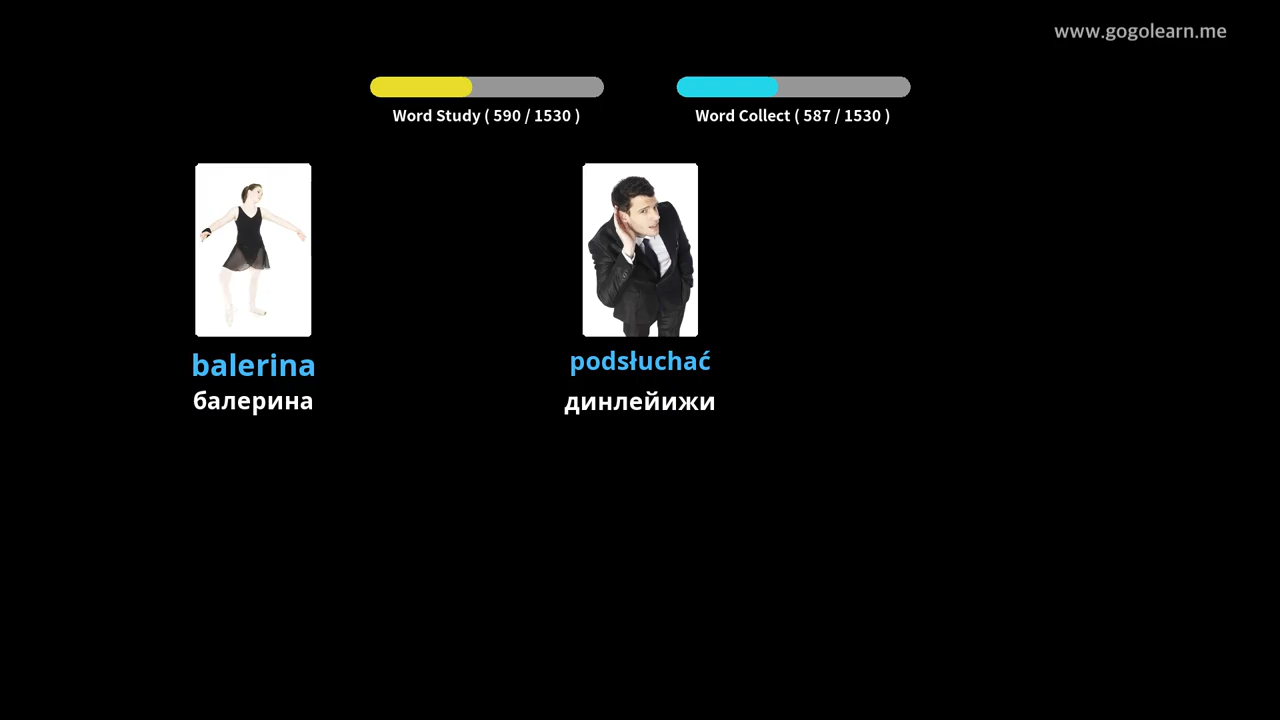 www.gogolearn.me
Word Study ( 590 / 1530 )
Word Collect ( 587 / 1530 )
balerina
балерина
podsłuchać
динлейижи